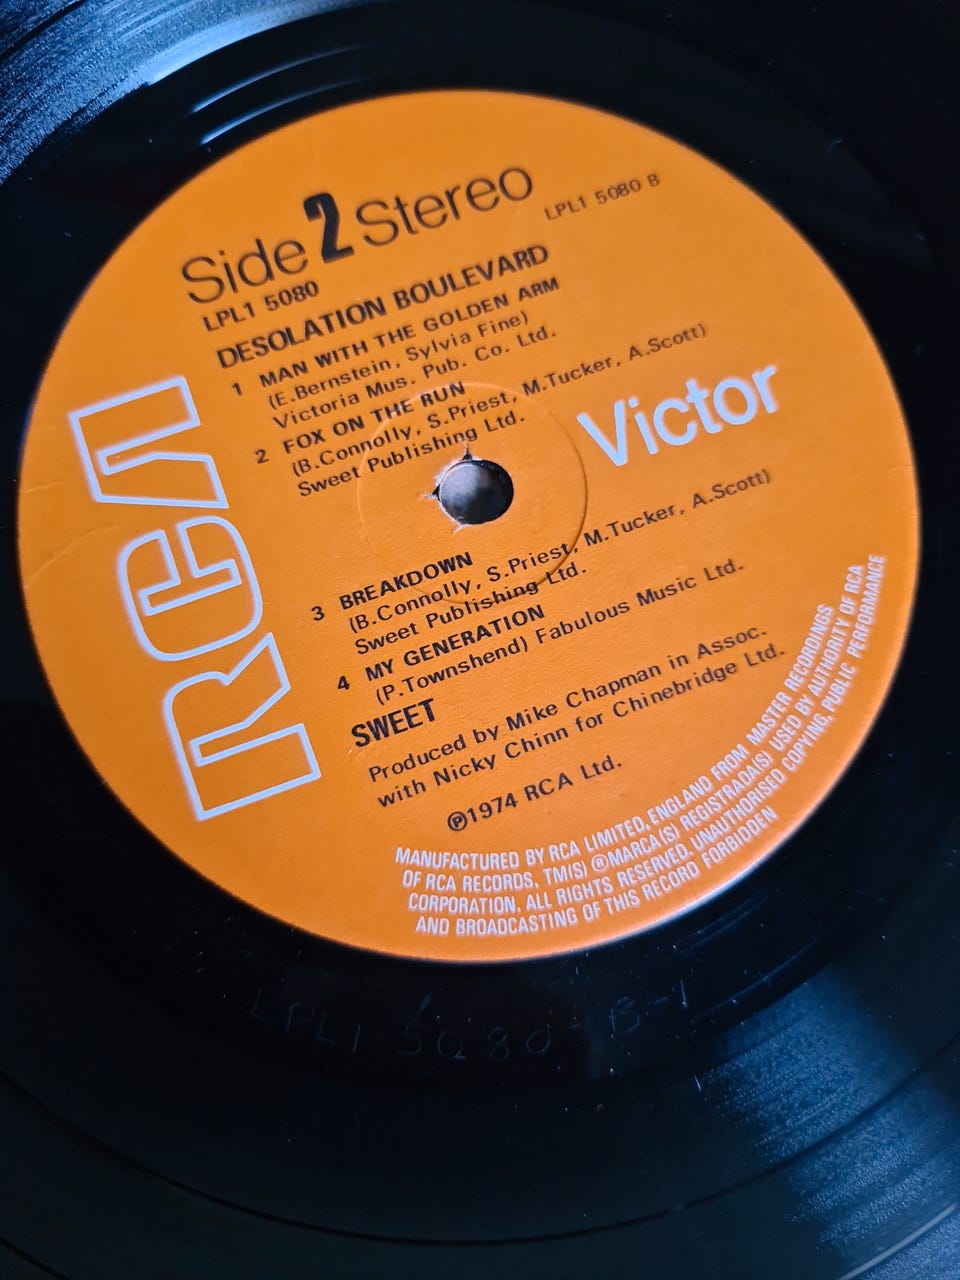 Side 2 Stereo
LPL1 5080
LPL1 5080 B
DESOLATION BOULEVARD
1 MAN WITH THE GOLDEN ARM
(E.Bernstein, Sylvia Fine)
Victoria Mus. Pub. Co. Ltd.
2 FOX ON THE RUN
(B.Connolly, S.Priest, M.Tucker, A.Scott)
Sweet Publishing Ltd.
RCA
Victor
3 BREAKDOWN
(B.Connolly, S.Priest, M.Tucker, A.Scott)
Sweet Publishing Ltd.
4 MY GENERATION
(P.Townshend) Fabulous Music Ltd.
SWEET
Produced by Mike Chapman in Assoc.
with Nicky Chinn for Chinebridge Ltd.
℗1974 RCA Ltd.
MANUFACTURED BY RCA LIMITED, ENGLAND FROM MASTER RECORDINGS
OF RCA RECORDS. TM(S) ® MARCA(S) REGISTRADA(S) USED BY AUTHORITY OF RCA
CORPORATION. ALL RIGHTS RESERVED. UNAUTHORISED COPYING, PUBLIC PERFORMANCE
AND BROADCASTING OF THIS RECORD FORBIDDEN
LPL1 5080-B-1